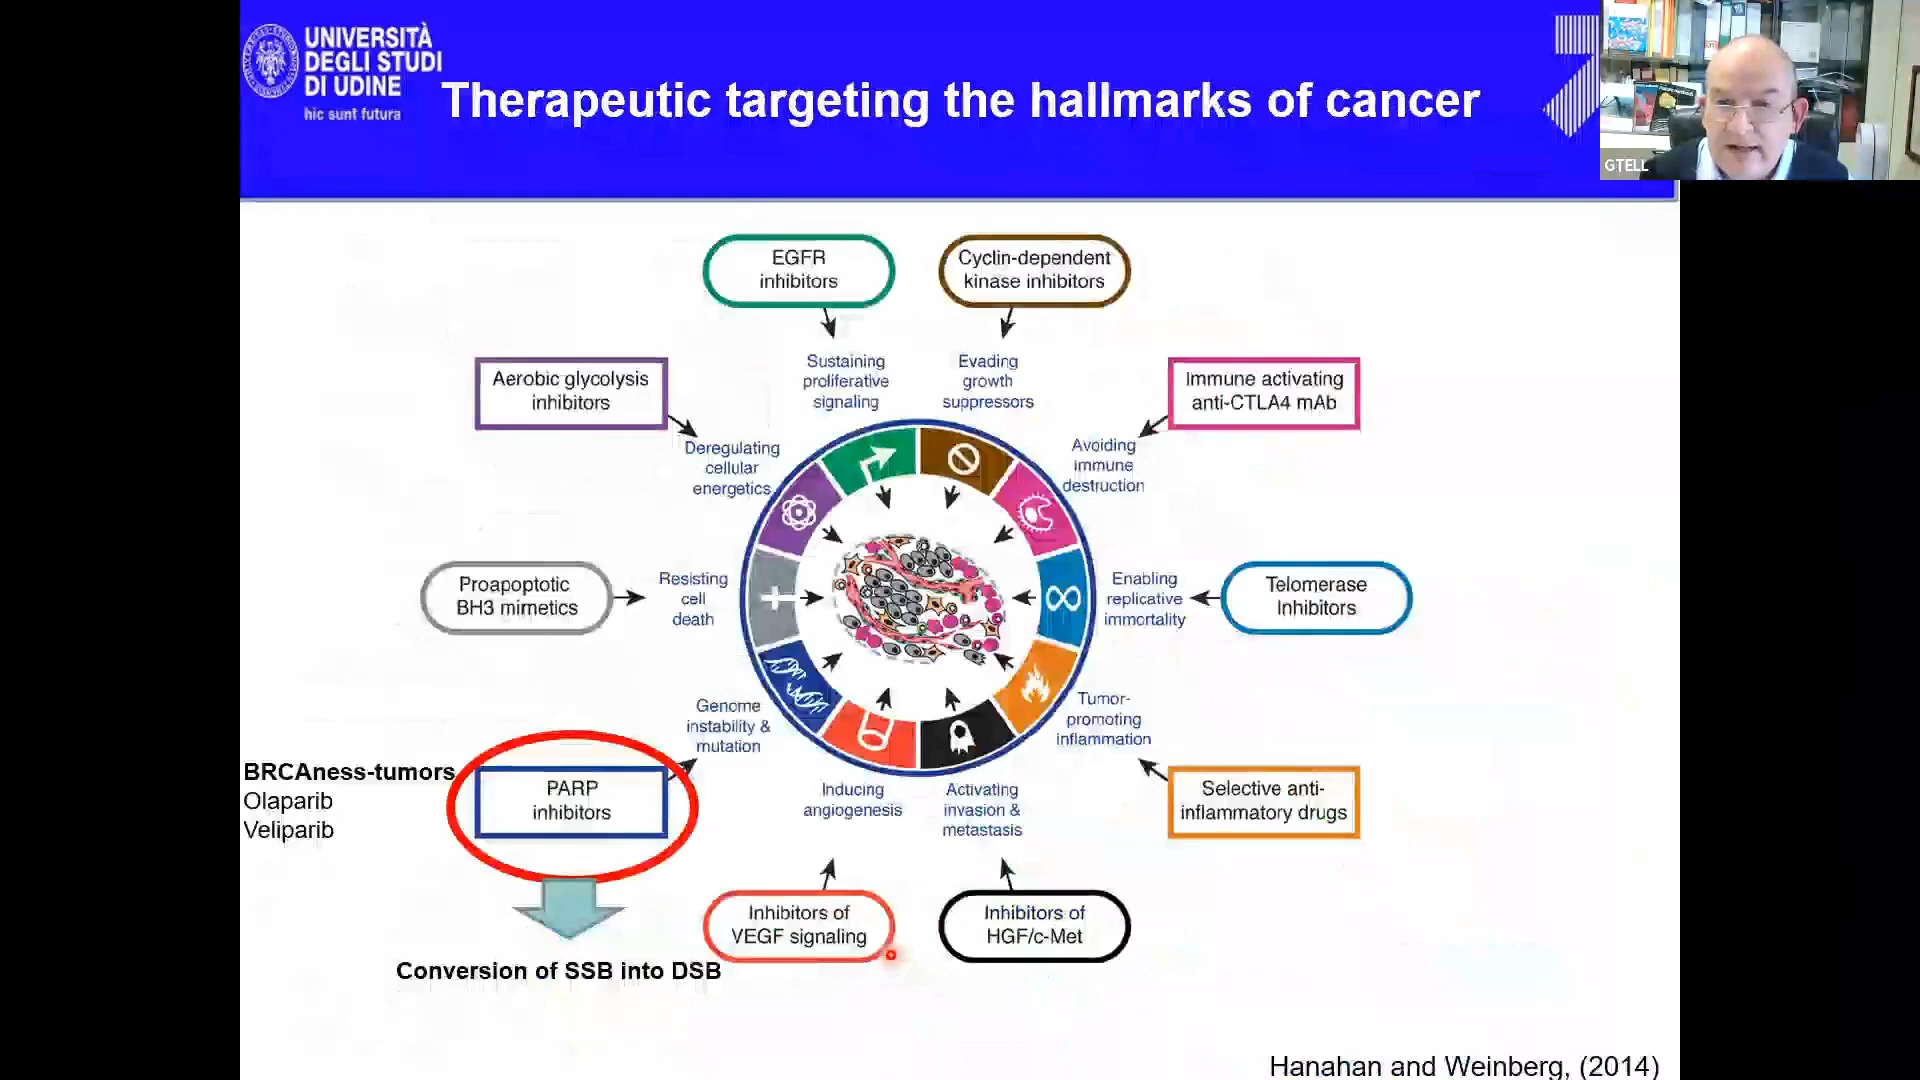 UNIVERSITÀ
DEGLI STUDI
DI UDINE
hic sunt futura
Therapeutic targeting the hallmarks of cancer
GTELL
EGFR
inhibitors
Cyclin-dependent
kinase inhibitors
Aerobic glycolysis
inhibitors
Sustaining
proliferative
signaling
Evading
growth
suppressors
Immune activating
anti-CTLA4 mAb
Deregulating
cellular
energetics
Avoiding
immune
destruction
Proapoptotic
BH3 mimetics
Resisting
cell
death
Enabling
replicative
immortality
Telomerase
Inhibitors
Genome
instability &
mutation
Tumor-
promoting
inflammation
BRCAness-tumors
Olaparib
Veliparib
PARP
inhibitors
Inducing
angiogenesis
Activating
invasion &
metastasis
Selective anti-
inflammatory drugs
Inhibitors of
VEGF signaling
Inhibitors of
HGF/c-Met
Conversion of SSB into DSB
Hanahan and Weinberg, (2014)